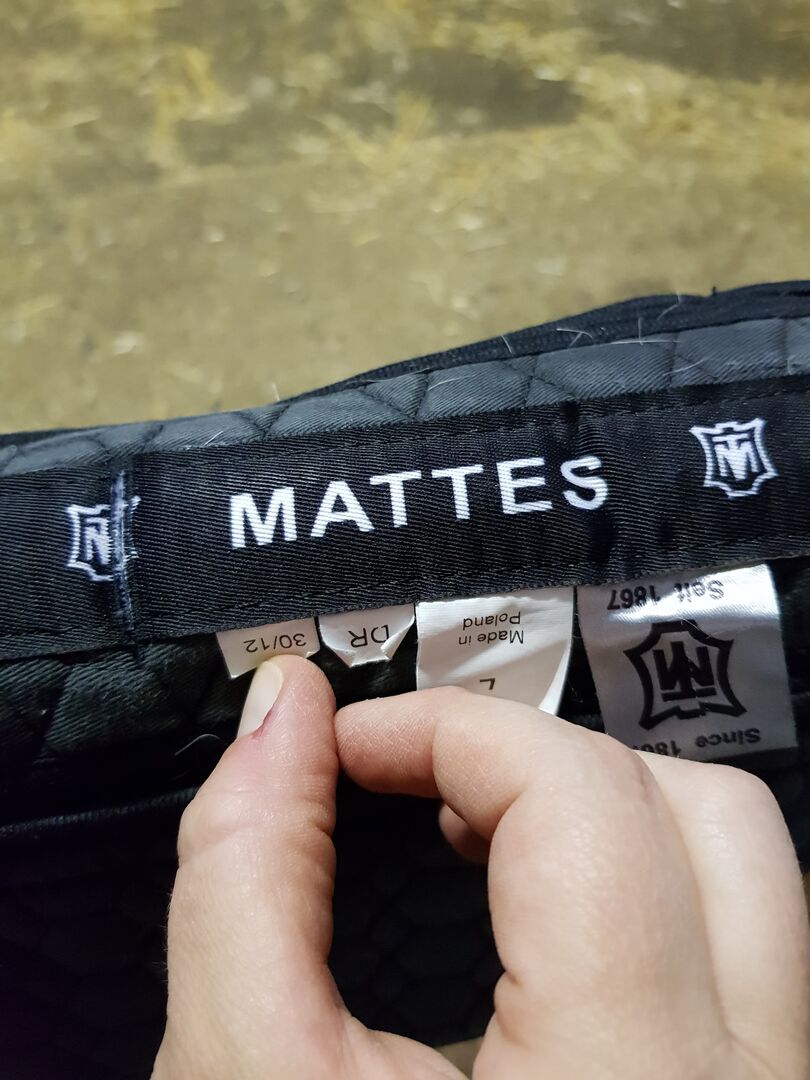 MATTES
30/12
DR
Made in
Poland
L
Seit 1867
Since 186